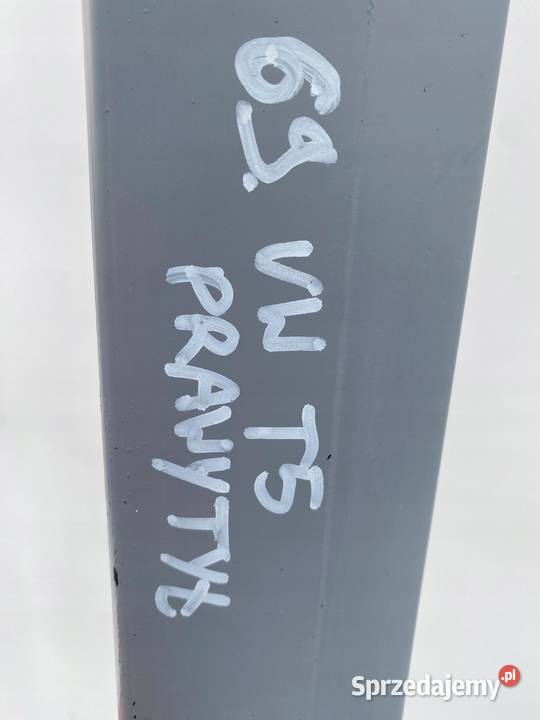 69. VW T5
PRAWY TYŁ
Sprzedajemy.pl